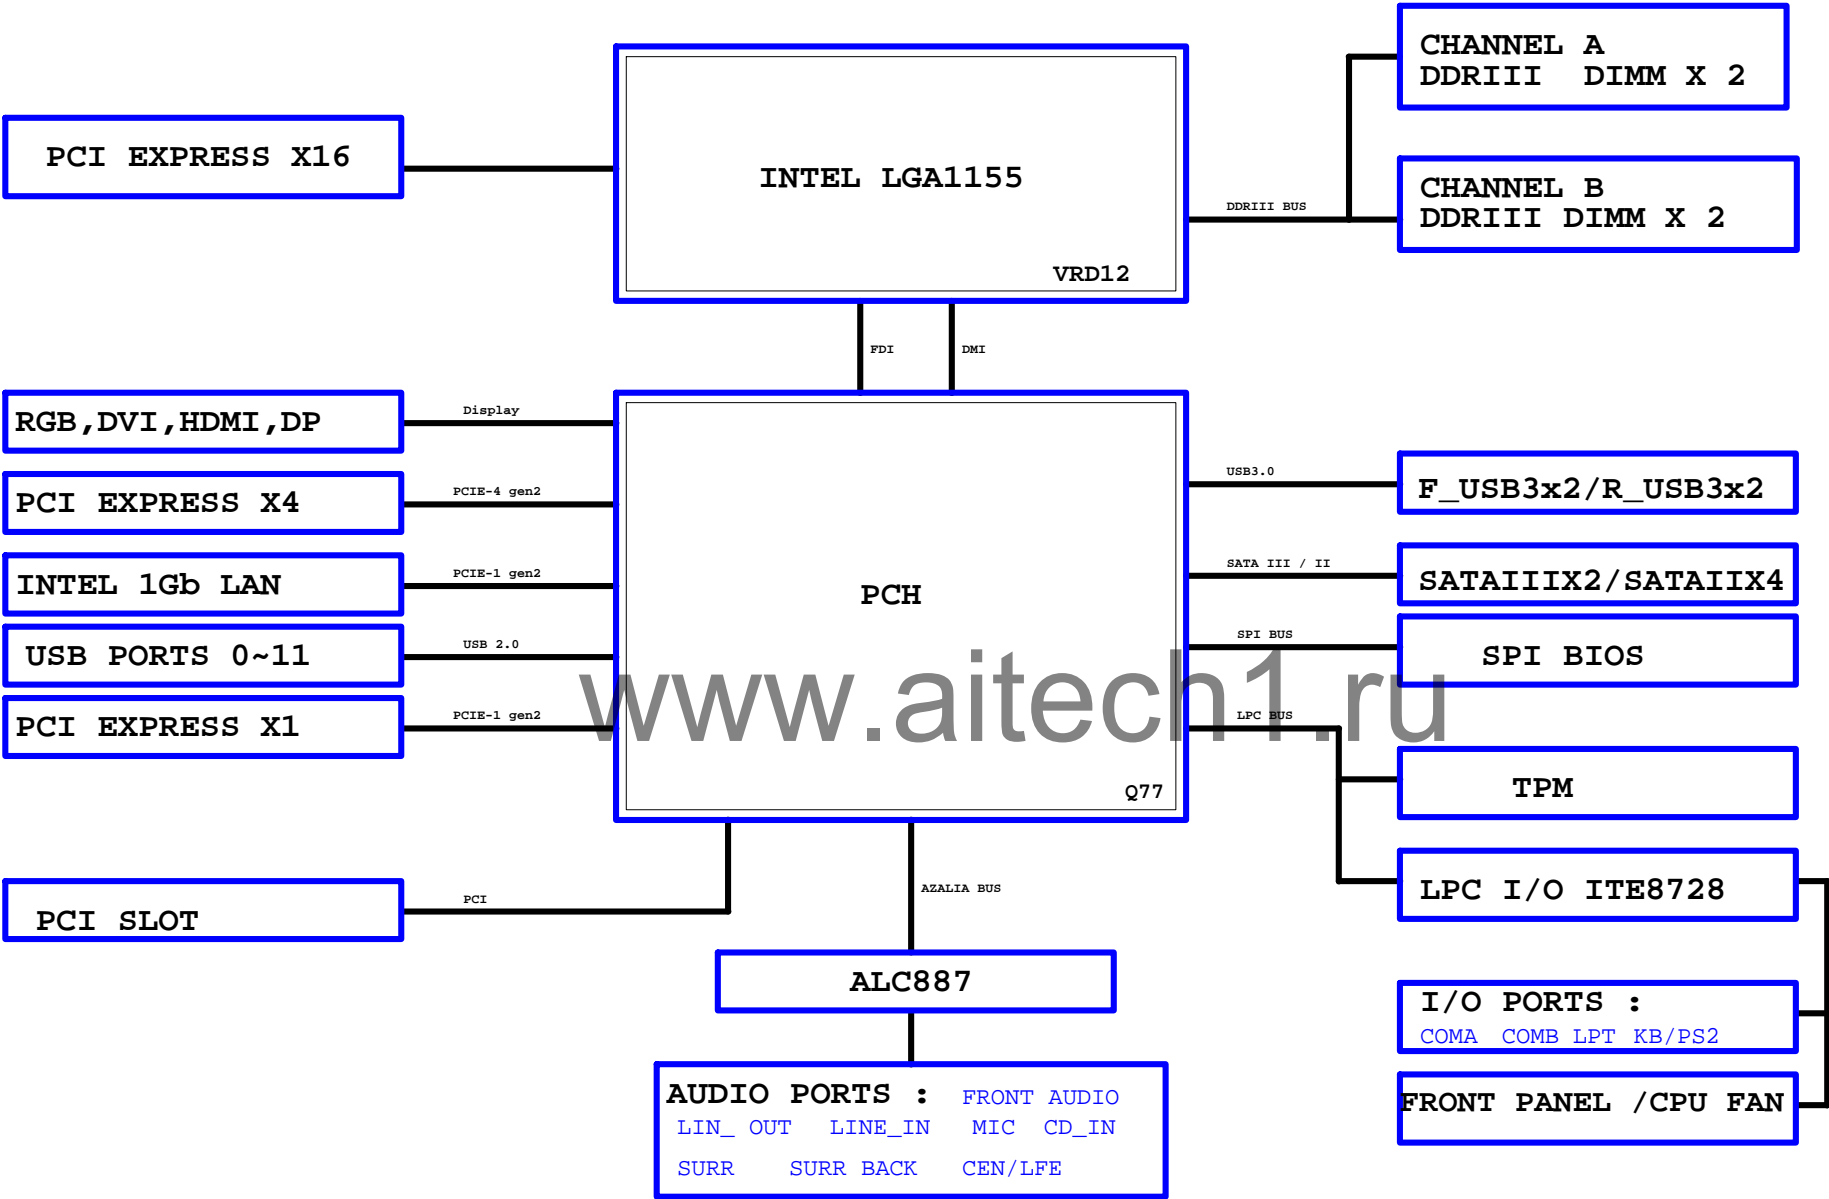 CHANNEL A
DDRIII DIMM X 2
PCI EXPRESS X16
INTEL LGA1155
CHANNEL B
DDRIII DIMM X 2
DDRIII BUS
VRD12
FDI
DMI
RGB,DVI,HDMI,DP
Display
PCI EXPRESS X4
PCIE-4 gen2
INTEL 1Gb LAN
PCIE-1 gen2
USB PORTS 0~11
USB 2.0
PCI EXPRESS X1
PCIE-1 gen2
PCH
Q77
USB3.0
F_USB3x2/R_USB3x2
SATA III / II
SATAIIIX2/SATAIIX4
SPI BUS
SPI BIOS
www.aitech1.ru
LPC BUS
TPM
LPC I/O ITE8728
PCI SLOT
PCI
AZALIA BUS
ALC887
I/O PORTS :
COMA COMB LPT KB/PS2
FRONT PANEL /CPU FAN
AUDIO PORTS : FRONT AUDIO
LIN_ OUT LINE_IN MIC CD_IN
SURR SURR BACK CEN/LFE